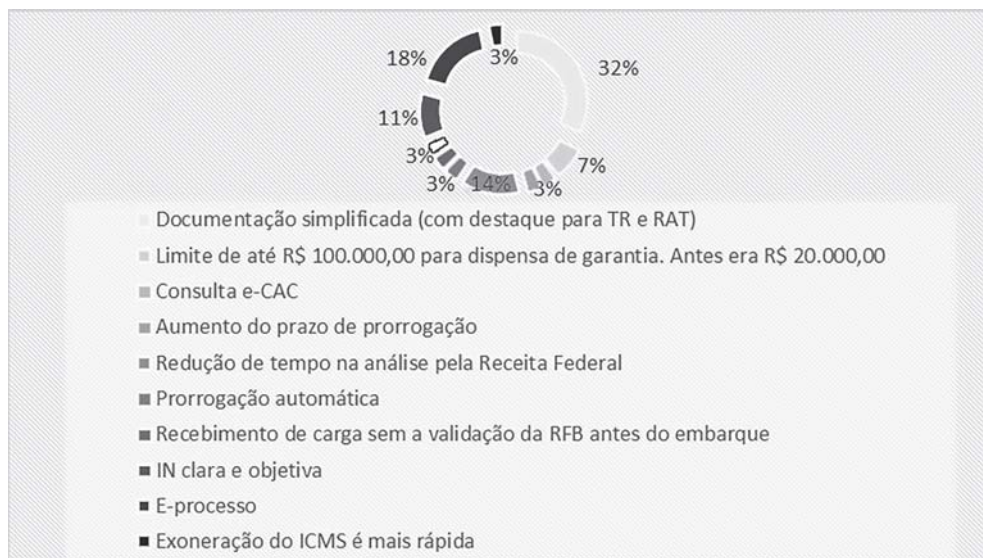 18%
3%
32%
11%
3%
7%
3%
14%
3%
Documentação simplificada (com destaque para TR e RAT)
Limite de até R$ 100.000,00 para dispensa de garantia. Antes era R$ 20.000,00
Consulta e-CAC
Aumento do prazo de prorrogação
Redução de tempo na análise pela Receita Federal
Prorrogação automática
Recebimento de carga sem a validação da RFB antes do embarque
IN clara e objetiva
E-processo
Exoneração do ICMS é mais rápida